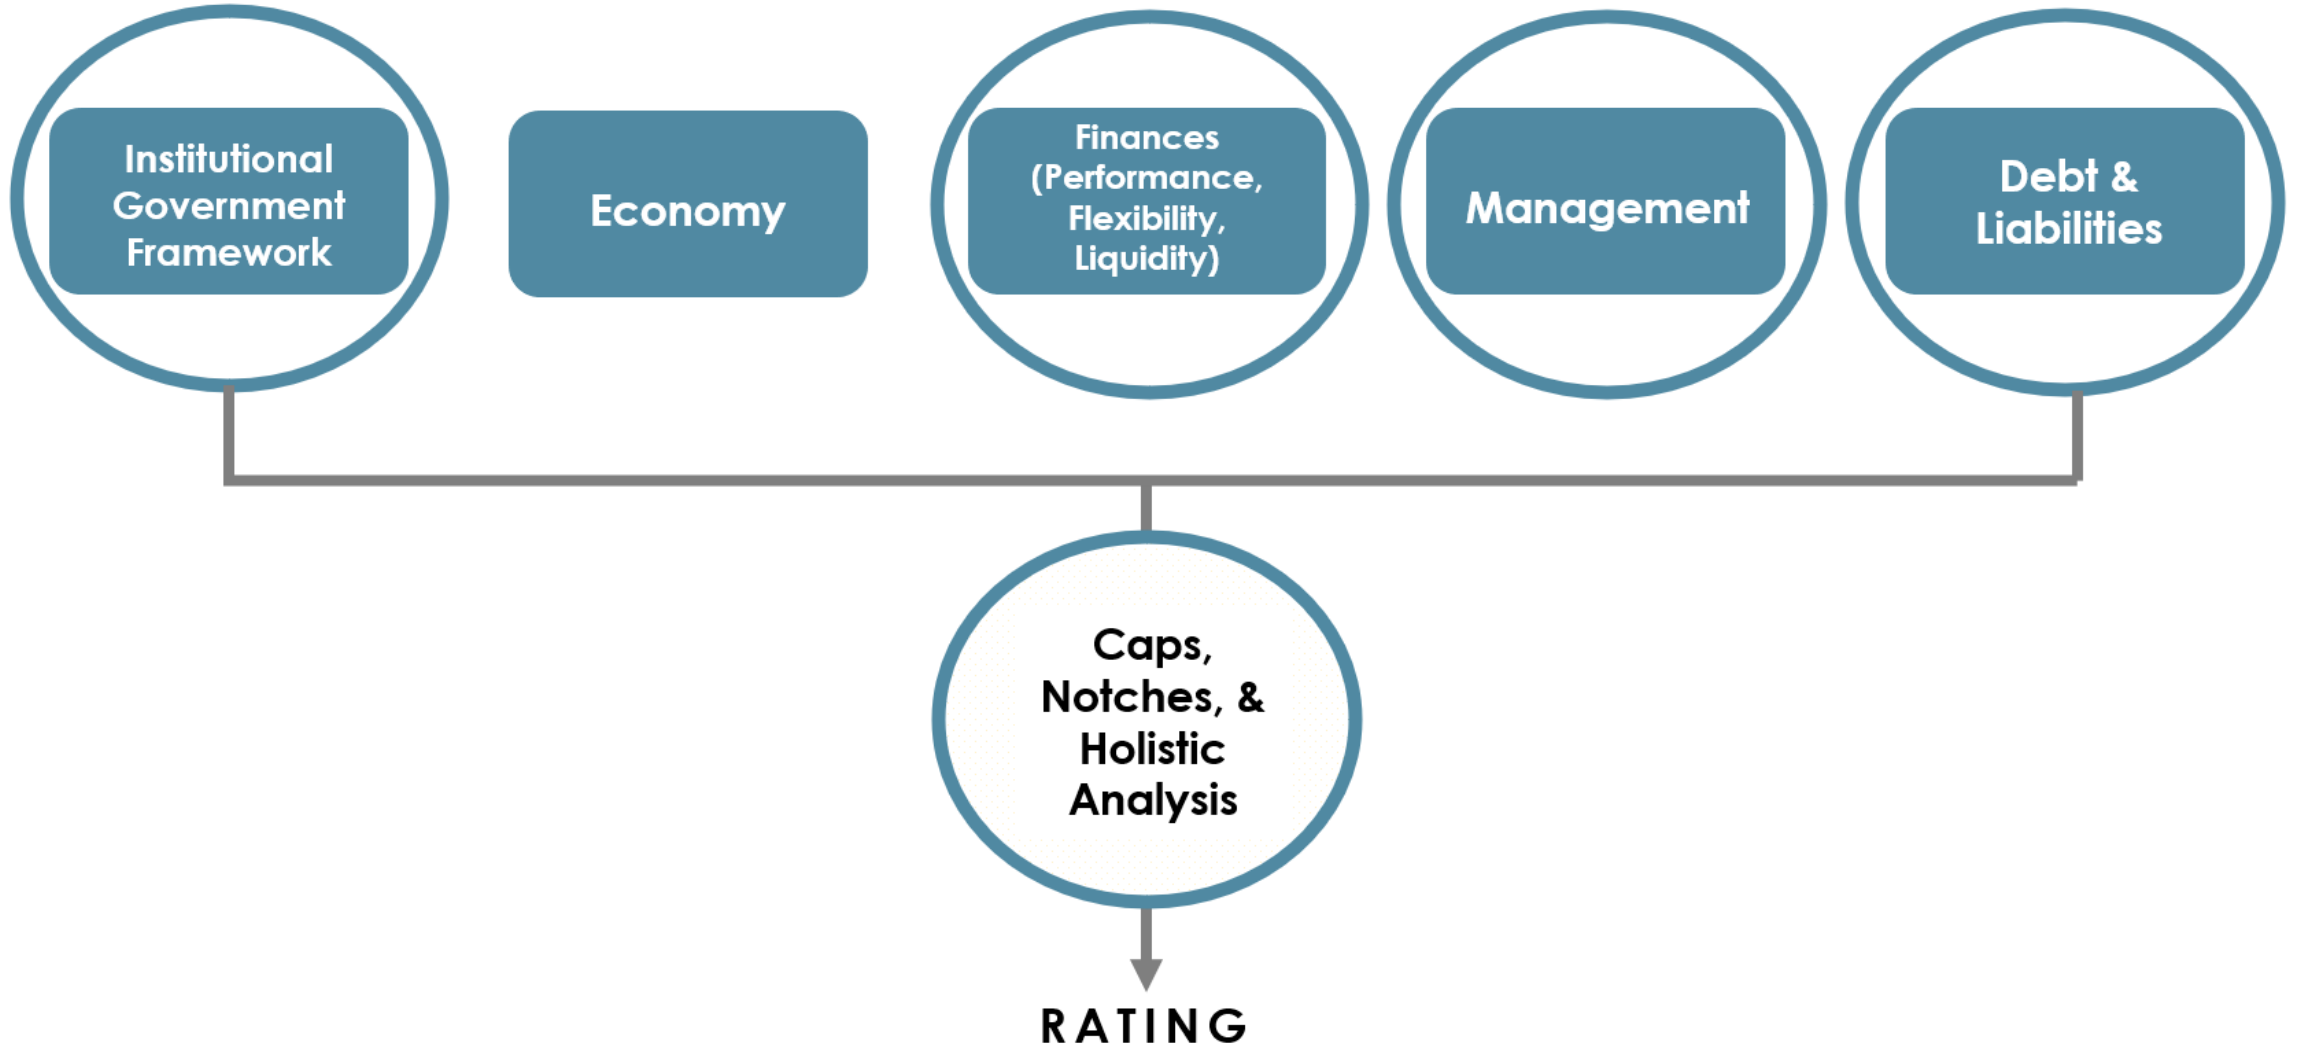 Institutional
Government
Framework
Economy
Finances
(Performance,
Flexibility,
Liquidity)
Management
Debt &
Liabilities
Caps,
Notches, &
Holistic
Analysis
RATING